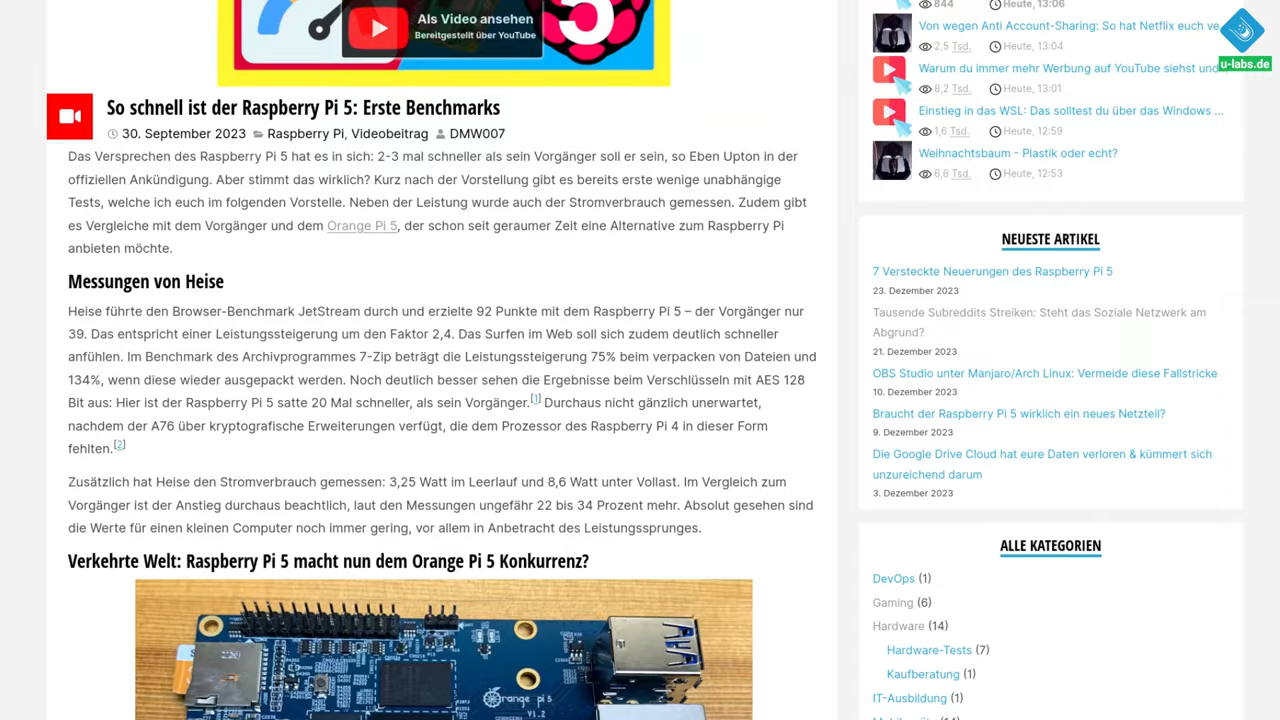 Als Video ansehen
Bereitgestellt über YouTube
So schnell ist der Raspberry Pi 5: Erste Benchmarks
30. September 2023 Raspberry Pi, Videobeitrag DMW007
Das Versprechen des Raspberry Pi 5 hat es in sich: 2-3 mal schneller als sein Vorgänger soll er sein, so Eben Upton in der
offiziellen Ankündigung. Aber stimmt das wirklich? Kurz nach der Vorstellung gibt es bereits erste wenige unabhängige
Tests, welche ich euch im folgenden Vorstelle. Neben der Leistung wurde auch der Stromverbrauch gemessen. Zudem gibt
es Vergleiche mit dem Vorgänger und dem Orange Pi 5, der schon seit geraumer Zeit eine Alternative zum Raspberry Pi
anbieten möchte.
Messungen von Heise
Heise führte den Browser-Benchmark JetStream durch und erzielte 92 Punkte mit dem Raspberry Pi 5 – der Vorgänger nur
39. Das entspricht einer Leistungssteigerung um den Faktor 2,4. Das Surfen im Web soll sich zudem deutlich schneller
anfühlen. Im Benchmark des Archivprogrammes 7-Zip beträgt die Leistungssteigerung 75% beim verpacken von Dateien und
134%, wenn diese wieder ausgepackt werden. Noch deutlich besser sehen die Ergebnisse beim Verschlüsseln mit AES 128
Bit aus: Hier ist der Raspberry Pi 5 satte 20 Mal schneller, als sein Vorgänger.[1] Durchaus nicht gänzlich unerwartet,
nachdem der A76 über kryptografische Erweiterungen verfügt, die dem Prozessor des Raspberry Pi 4 in dieser Form
fehlten.[2]
Zusätzlich hat Heise den Stromverbrauch gemessen: 3,25 Watt im Leerlauf und 8,6 Watt unter Vollast. Im Vergleich zum
Vorgänger ist der Anstieg durchaus beachtlich, laut den Messungen ungefähr 22 bis 34 Prozent mehr. Absolut gesehen sind
die Werte für einen kleinen Computer noch immer gering, vor allem in Anbetracht des Leistungssprunges.
Verkehrte Welt: Raspberry Pi 5 macht nun dem Orange Pi 5 Konkurrenz?
orange pi 5
V1.2
844 Heute, 13:06
Von wegen Anti Account-Sharing: So hat Netflix euch ve
2,5 Tsd. Heute, 13:04
Warum du immer mehr Werbung auf YouTube siehst und
8,2 Tsd. Heute, 13:01
Einstieg in das WSL: Das solltest du über das Windows ...
1,6 Tsd. Heute, 12:59
Weihnachtsbaum - Plastik oder echt?
6,6 Tsd. Heute, 12:53
u-labs.de
NEUESTE ARTIKEL
7 Versteckte Neuerungen des Raspberry Pi 5
23. Dezember 2023
Tausende Subreddits Streiken: Steht das Soziale Netzwerk am
Abgrund?
21. Dezember 2023
OBS Studio unter Manjaro/Arch Linux: Vermeide diese Fallstricke
10. Dezember 2023
Braucht der Raspberry Pi 5 wirklich ein neues Netzteil?
9. Dezember 2023
Die Google Drive Cloud hat eure Daten verloren & kümmert sich
unzureichend darum
3. Dezember 2023
ALLE KATEGORIEN
DevOps (1)
Gaming (6)
Hardware (14)
Hardware-Tests (7)
Kaufberatung (1)
IT-Ausbildung (1)